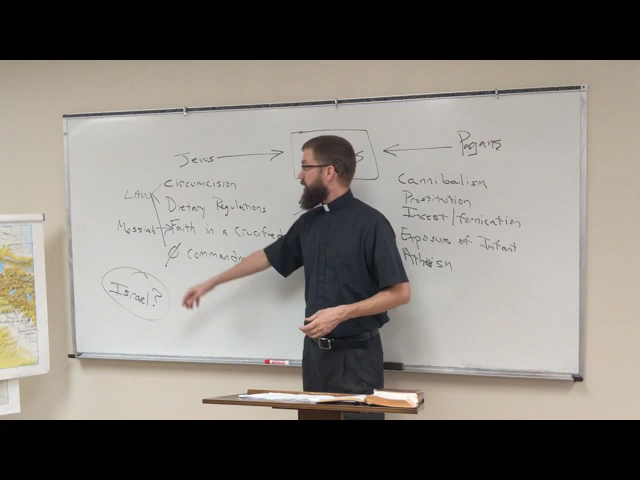 Jews
Pagans
LAW
Circumcision
Dietary Regulations
Messiah
Faith in a Crucified
Israel?
Cannibalism
Prostitution
Incest/fornication
Exposure of Infant
Atheism